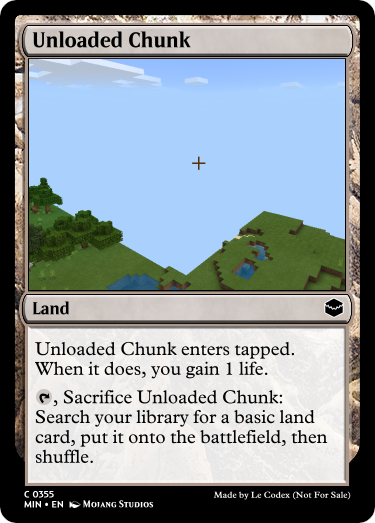 Unloaded Chunk
Land
Unloaded Chunk enters tapped.
When it does, you gain 1 life.
, Sacrifice Unloaded Chunk:
Search your library for a basic land
card, put it onto the battlefield, then
shuffle.
C 0355
MIN • EN Mojang Studios
Made by Le Codex (Not For Sale)